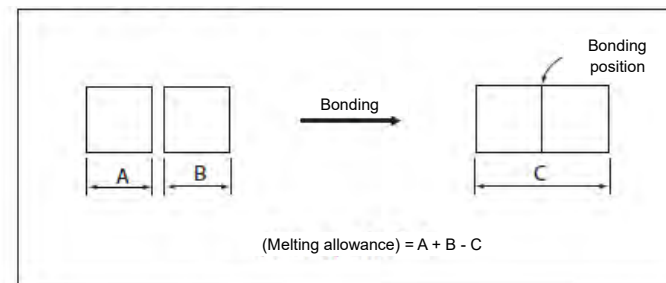 Bonding
position
Bonding
A
B
C
(Melting allowance) = A + B - C